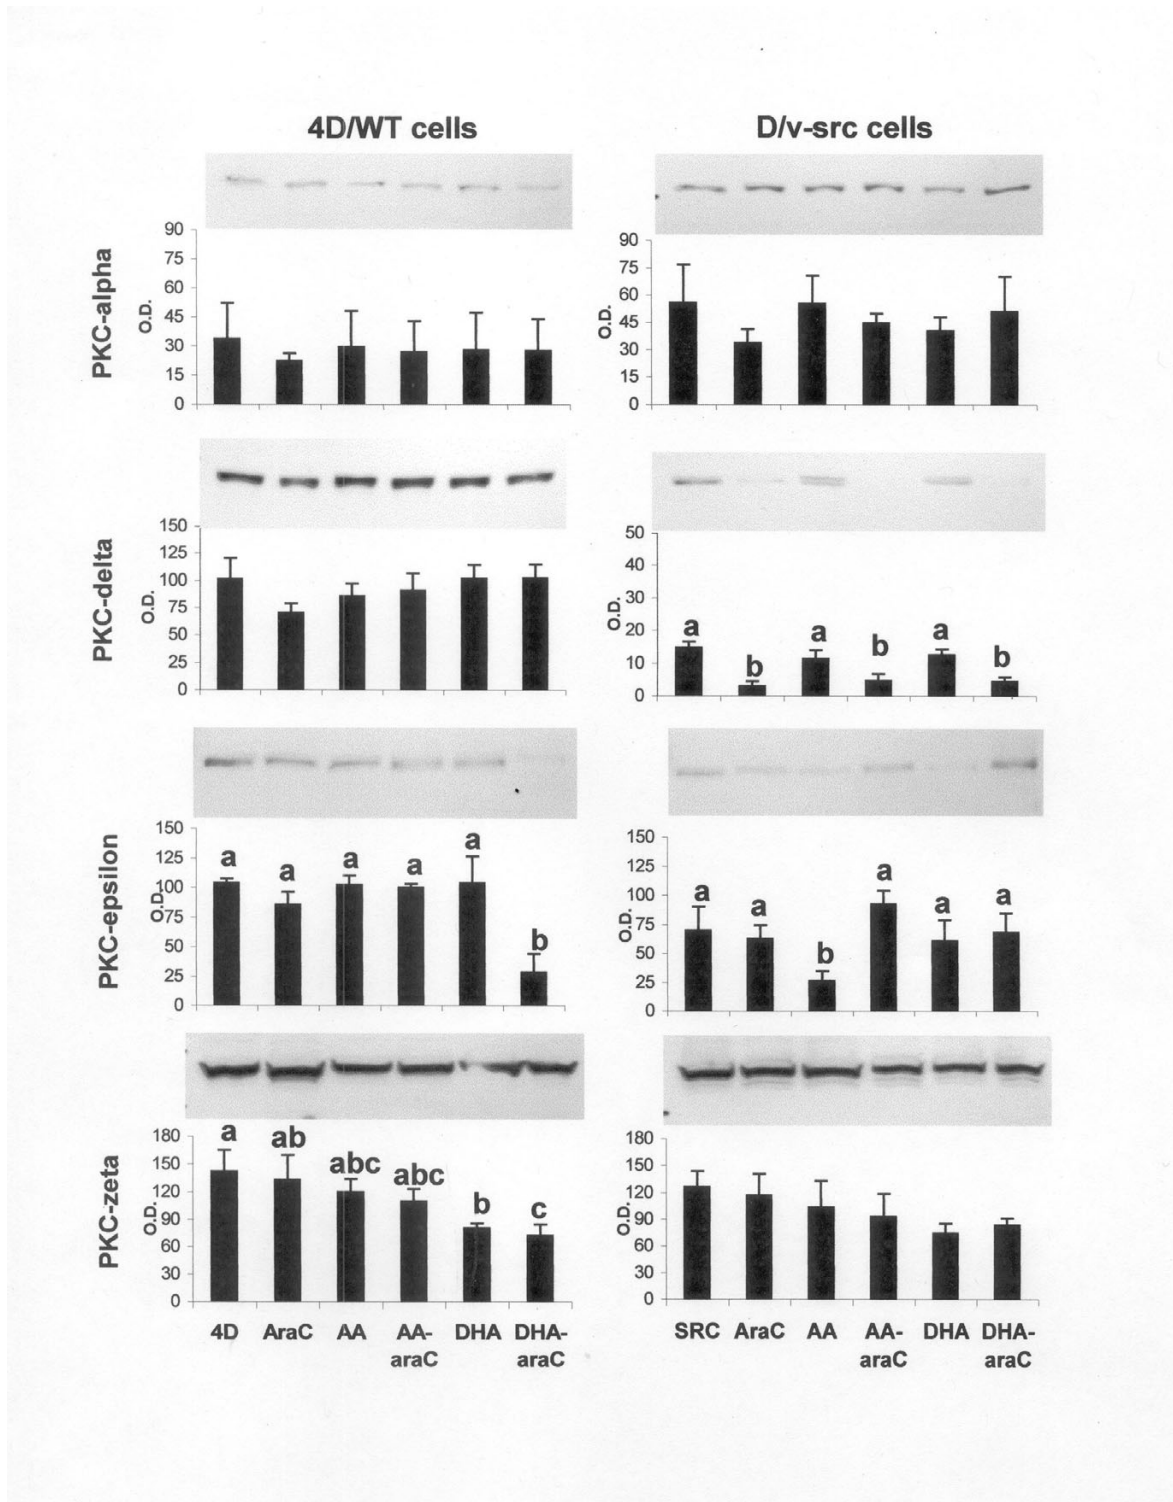 4D/WT cells
D/v-src cells
PKC-alpha
O.D.
90
75
60
45
30
15
0
O.D.
90
75
60
45
30
15
0
PKC-delta
O.D.
150
125
100
75
50
25
0
O.D.
50
40
30
20
10
0
a
b
a
b
a
b
PKC-epsilon
O.D.
150
125
100
75
50
25
0
a
a
a
a
a
b
O.D.
150
125
100
75
50
25
0
a
a
b
a
a
a
PKC-zeta
O.D.
180
150
120
90
60
30
0
a
ab
abc
abc
b
c
O.D.
180
150
120
90
60
30
0
4D
AraC
AA
AA-
araC
DHA
DHA-
araC
SRC
AraC
AA
AA-
araC
DHA
DHA-
araC